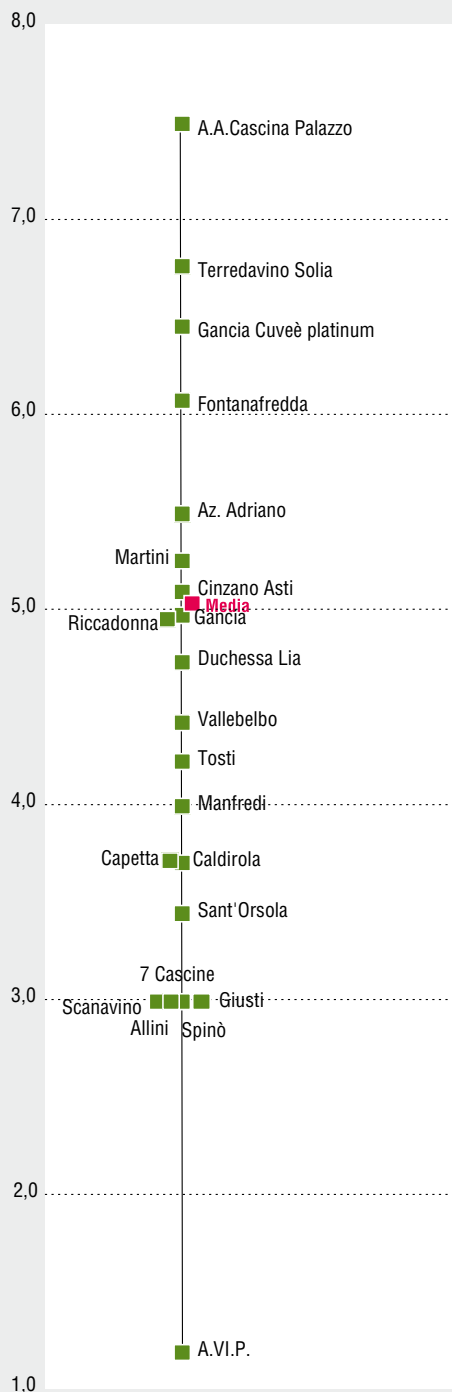 8,0
A.A.Cascina Palazzo
7,0
Terredavino Solia
Gancia Cuveè platinum
6,0
Fontanafredda
Az. Adriano
Martini
Cinzano Asti
5,0
Media
Riccadonna
Gancia
Duchessa Lia
Vallebelbo
Tosti
4,0
Manfredi
Capetta
Caldirola
Sant'Orsola
7 Cascine
3,0
Scanavino
Giusti
Allini
Spinò
2,0
A.VI.P.
1,0